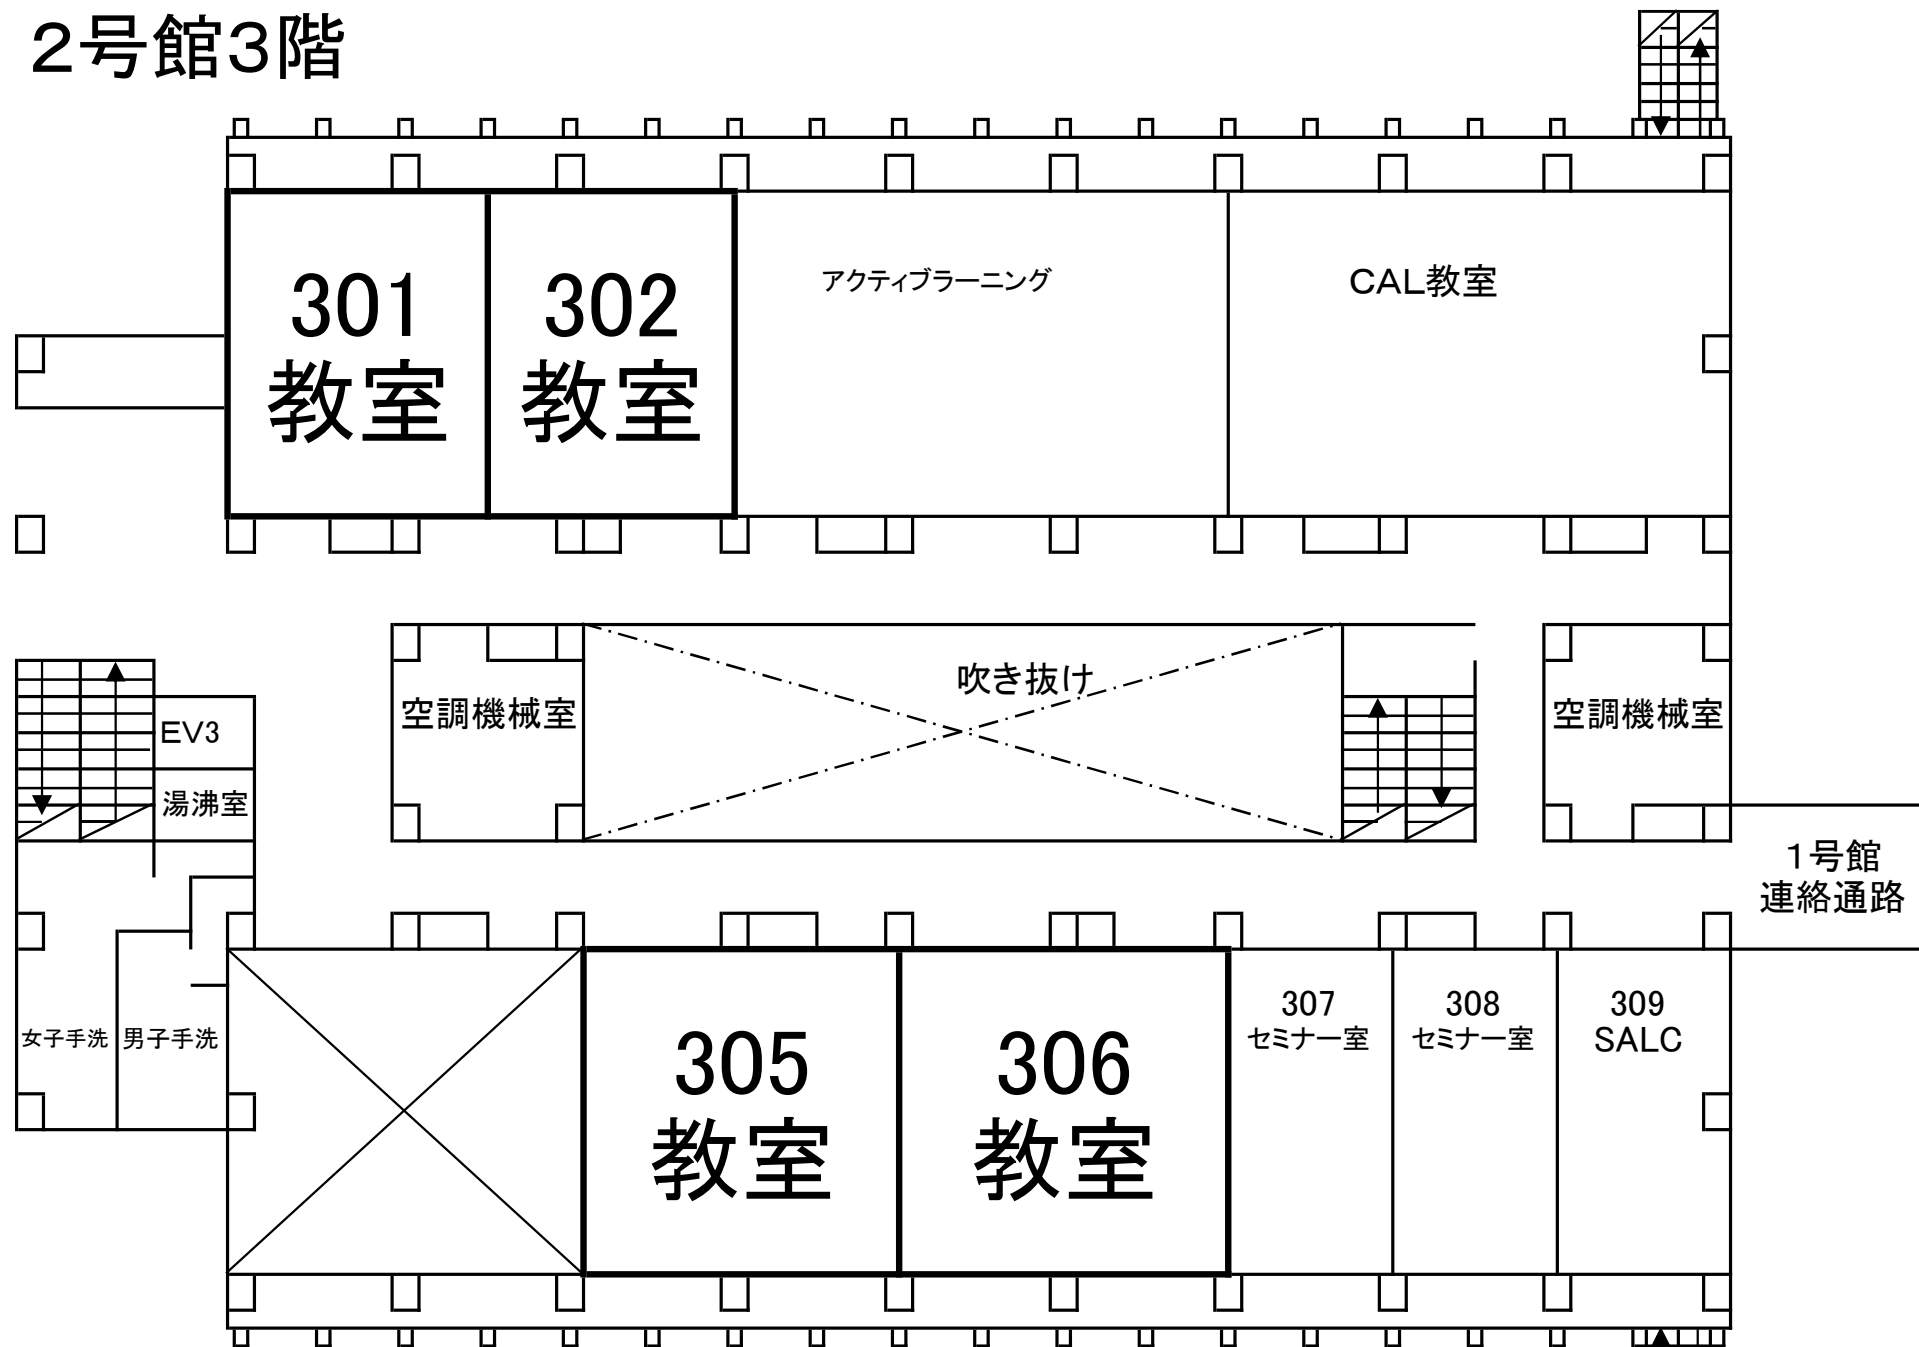 ２号館３階
301
教室
302
教室
アクティブラーニング
CAL教室
吹き抜け
空調機械室
空調機械室
EV3
湯沸室
1号館
連絡通路
女子手洗
男子手洗
305
教室
306
教室
307
セミナー室
308
セミナー室
309
SALC